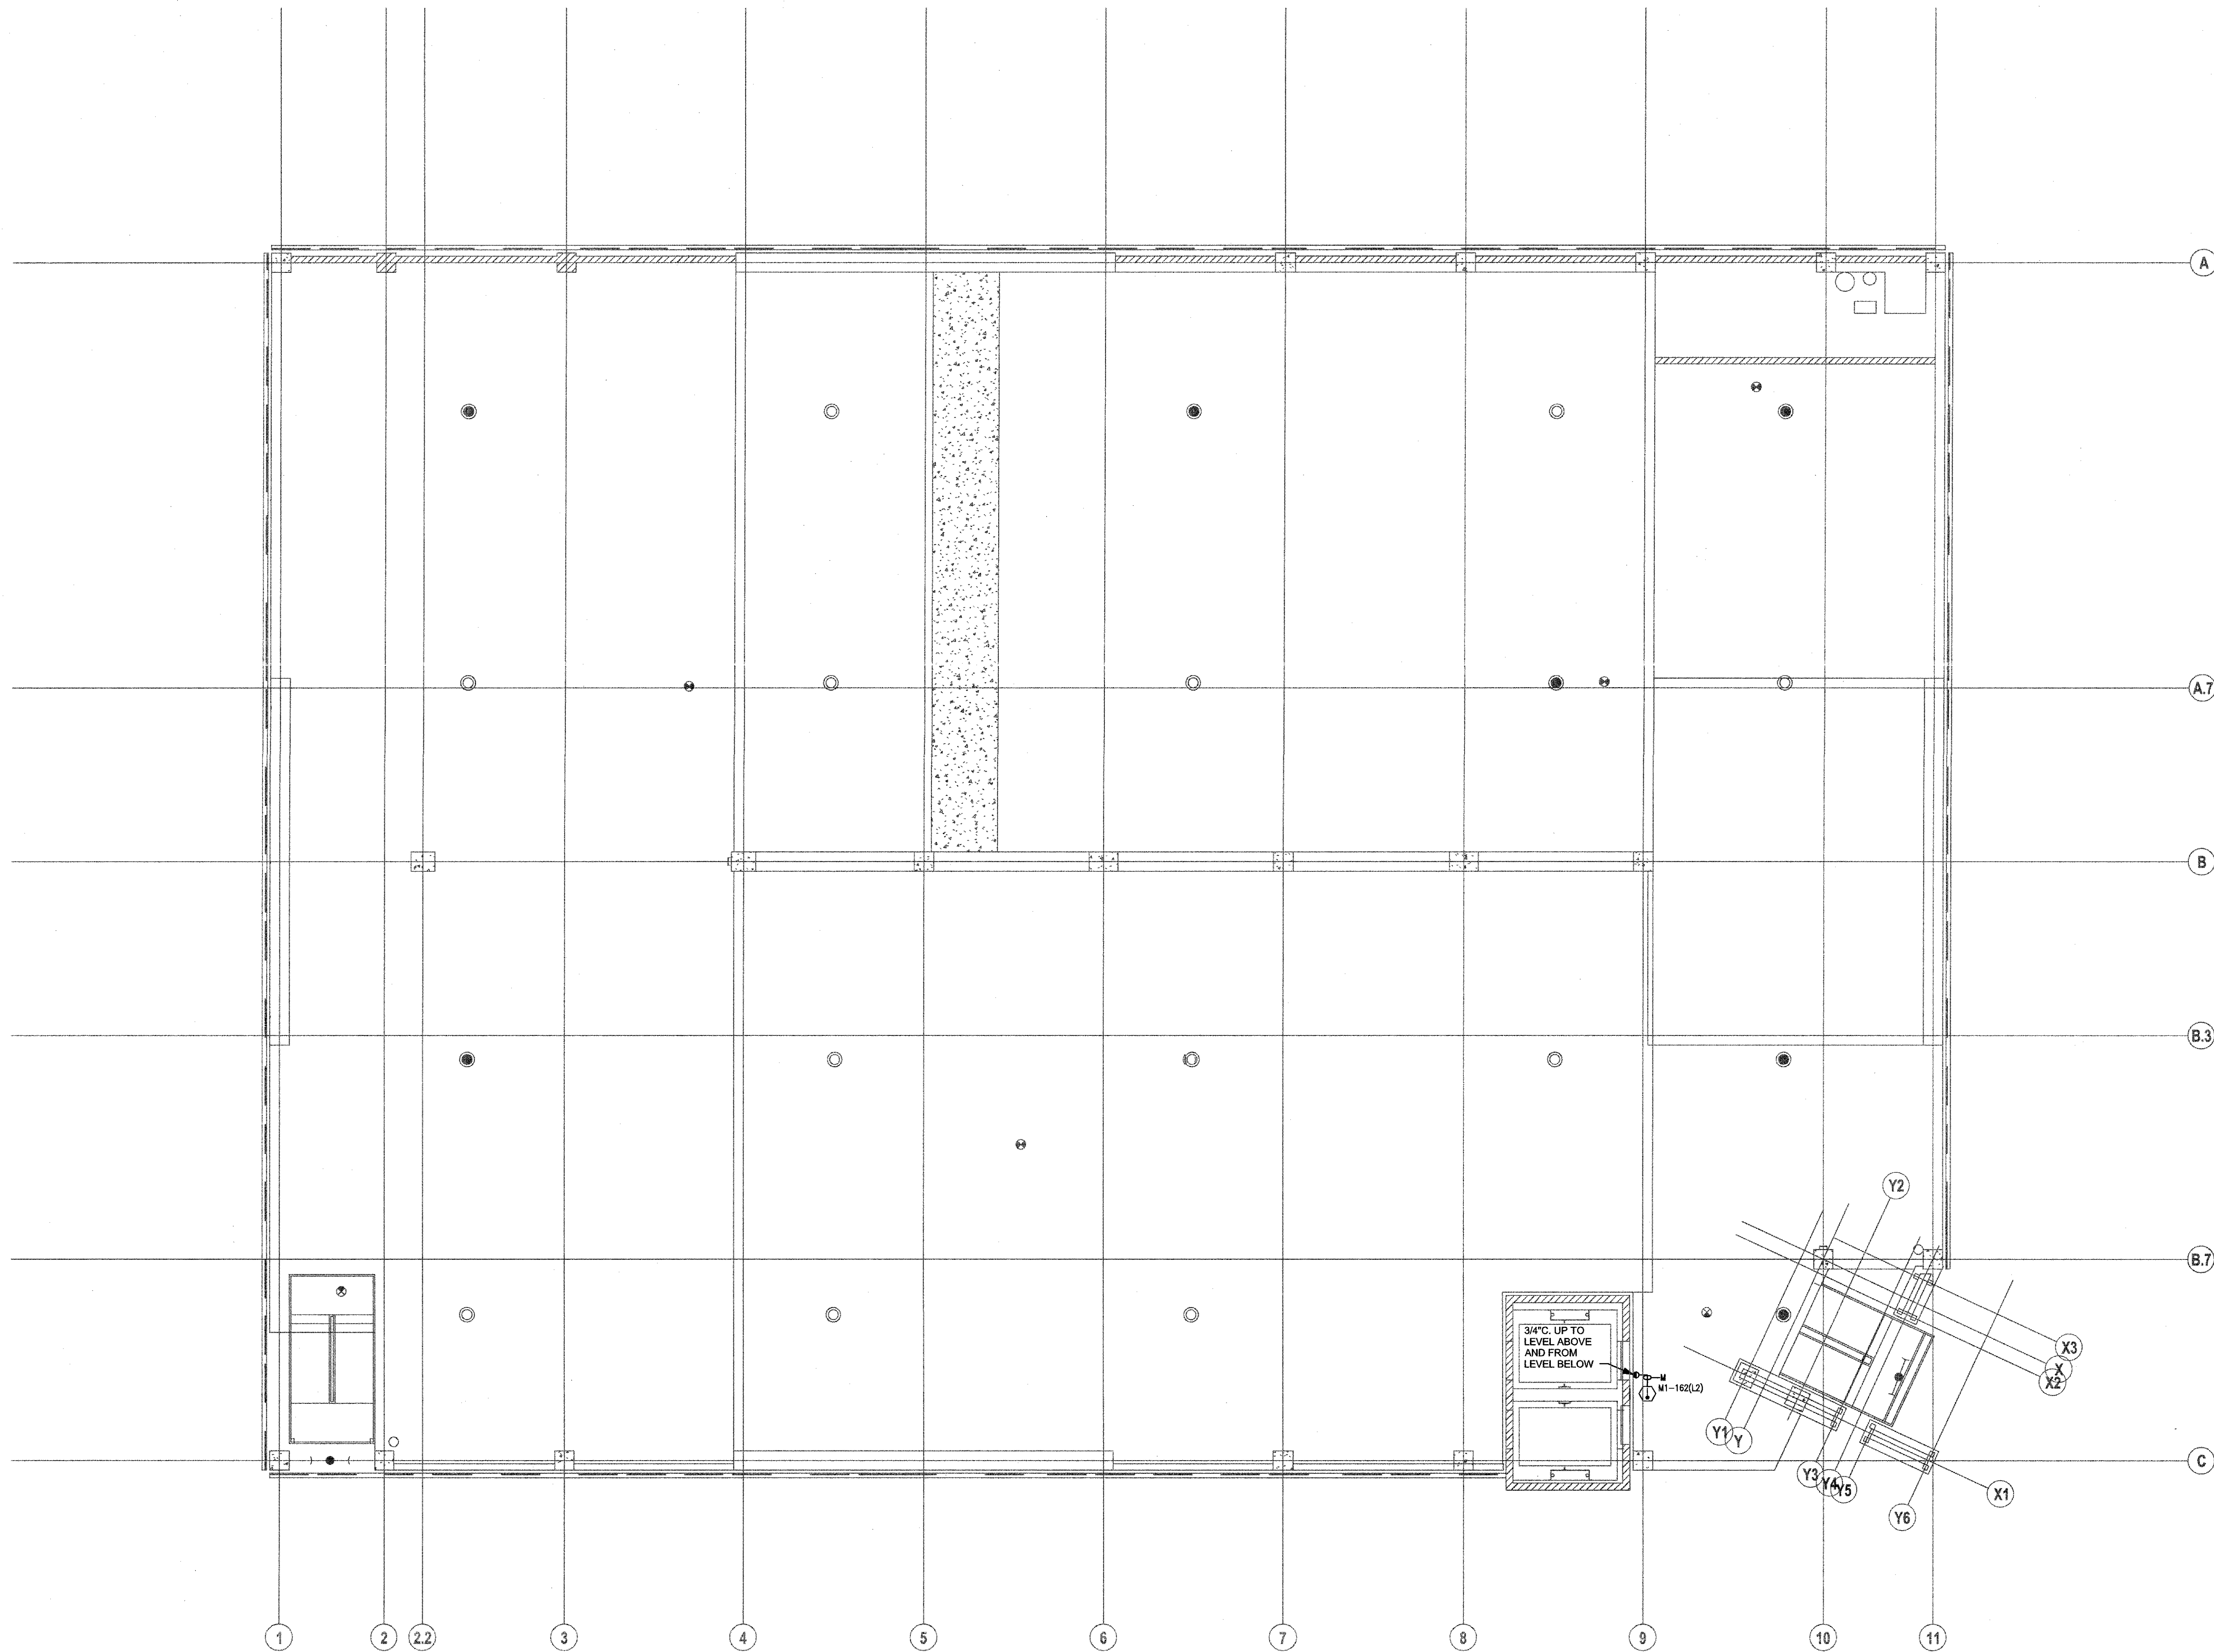 A
A.7
B
B.3
Y2
B.7
3/4"C. UP TO
LEVEL ABOVE
AND FROM
LEVEL BELOW
M
M1-162(L2)
X3
X
X2
Y1
Y
Y3
Y4
Y5
Y6
X1
C
1
2
2.2
3
4
5
6
7
8
9
10
11